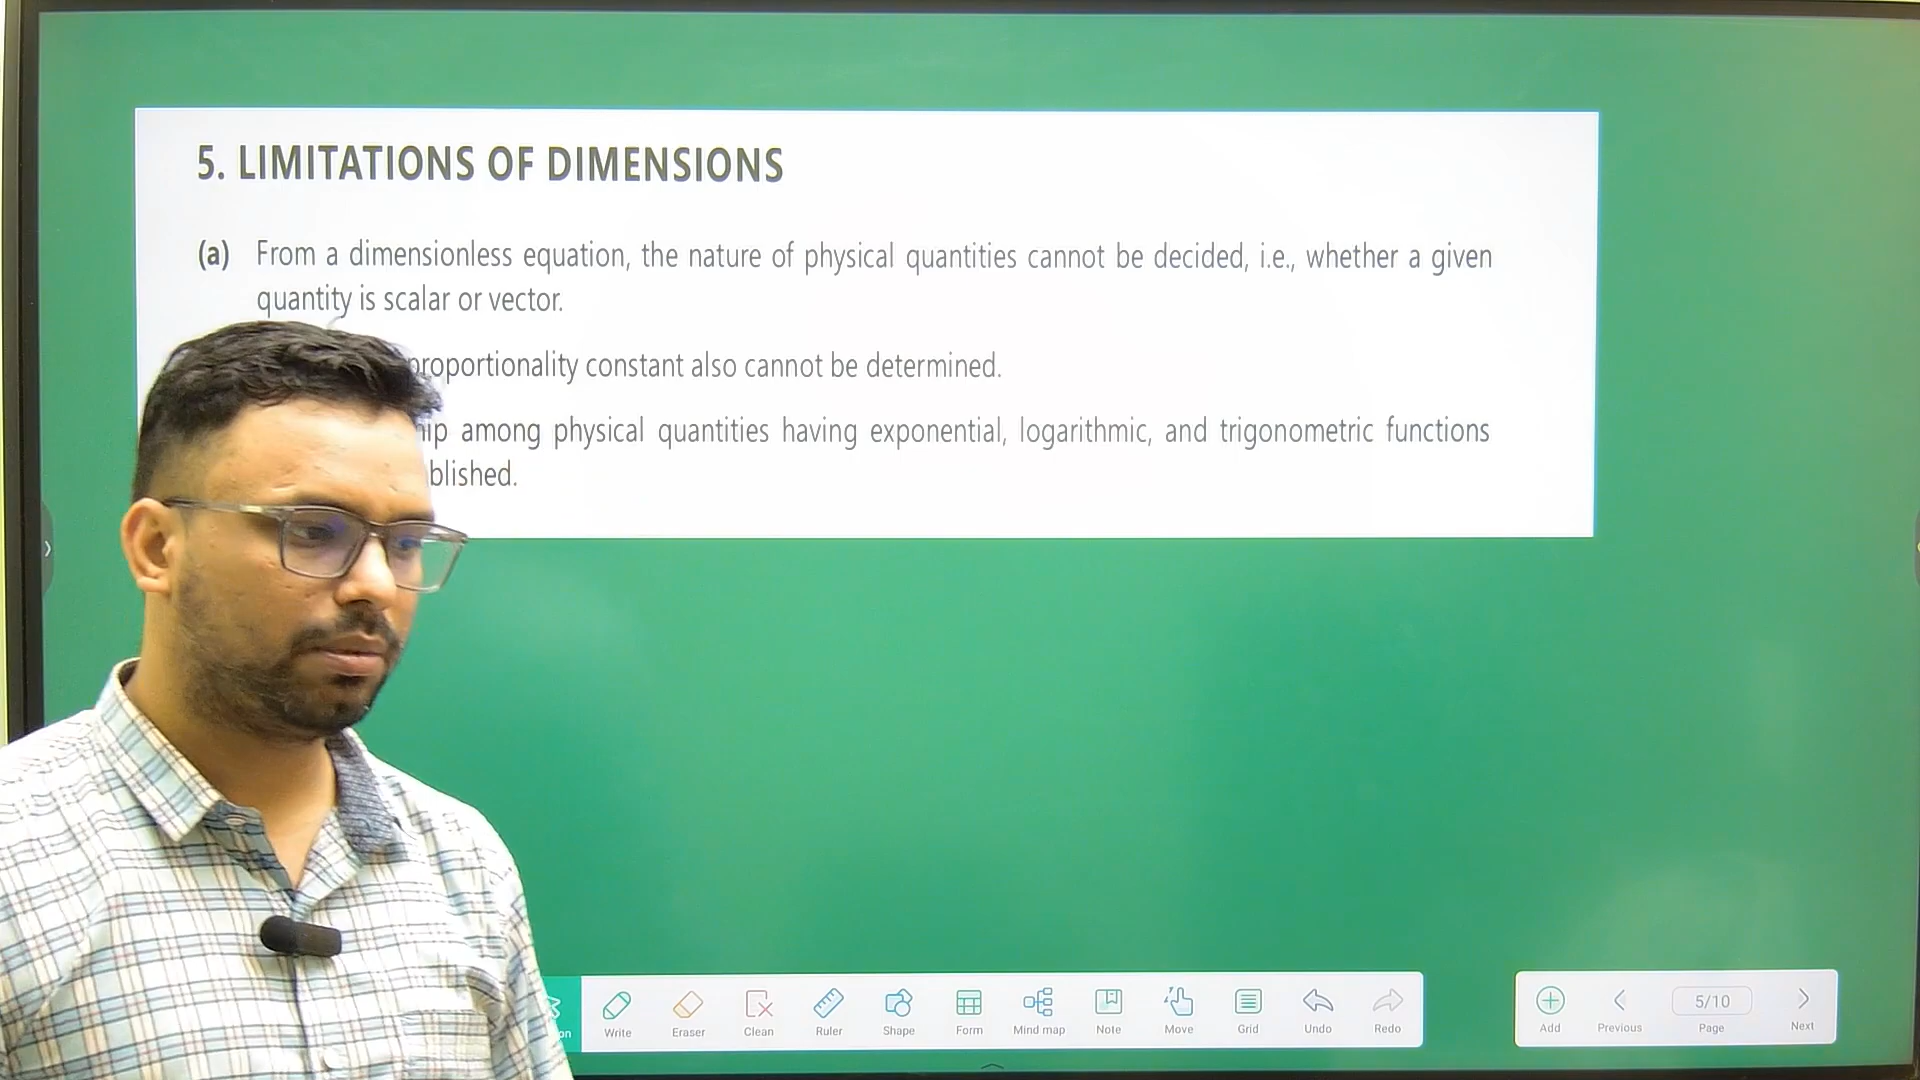 5. LIMITATIONS OF DIMENSIONS
(a) From a dimensionless equation, the nature of physical quantities cannot be decided, i.e., whether a given
quantity is scalar or vector.
proportionality constant also cannot be determined.
among physical quantities having exponential, logarithmic, and trigonometric functions
Write Eraser Clean Ruler Shape Form Mind map Note Move Grid Undo Redo
Add Previous 5/10 Page Next